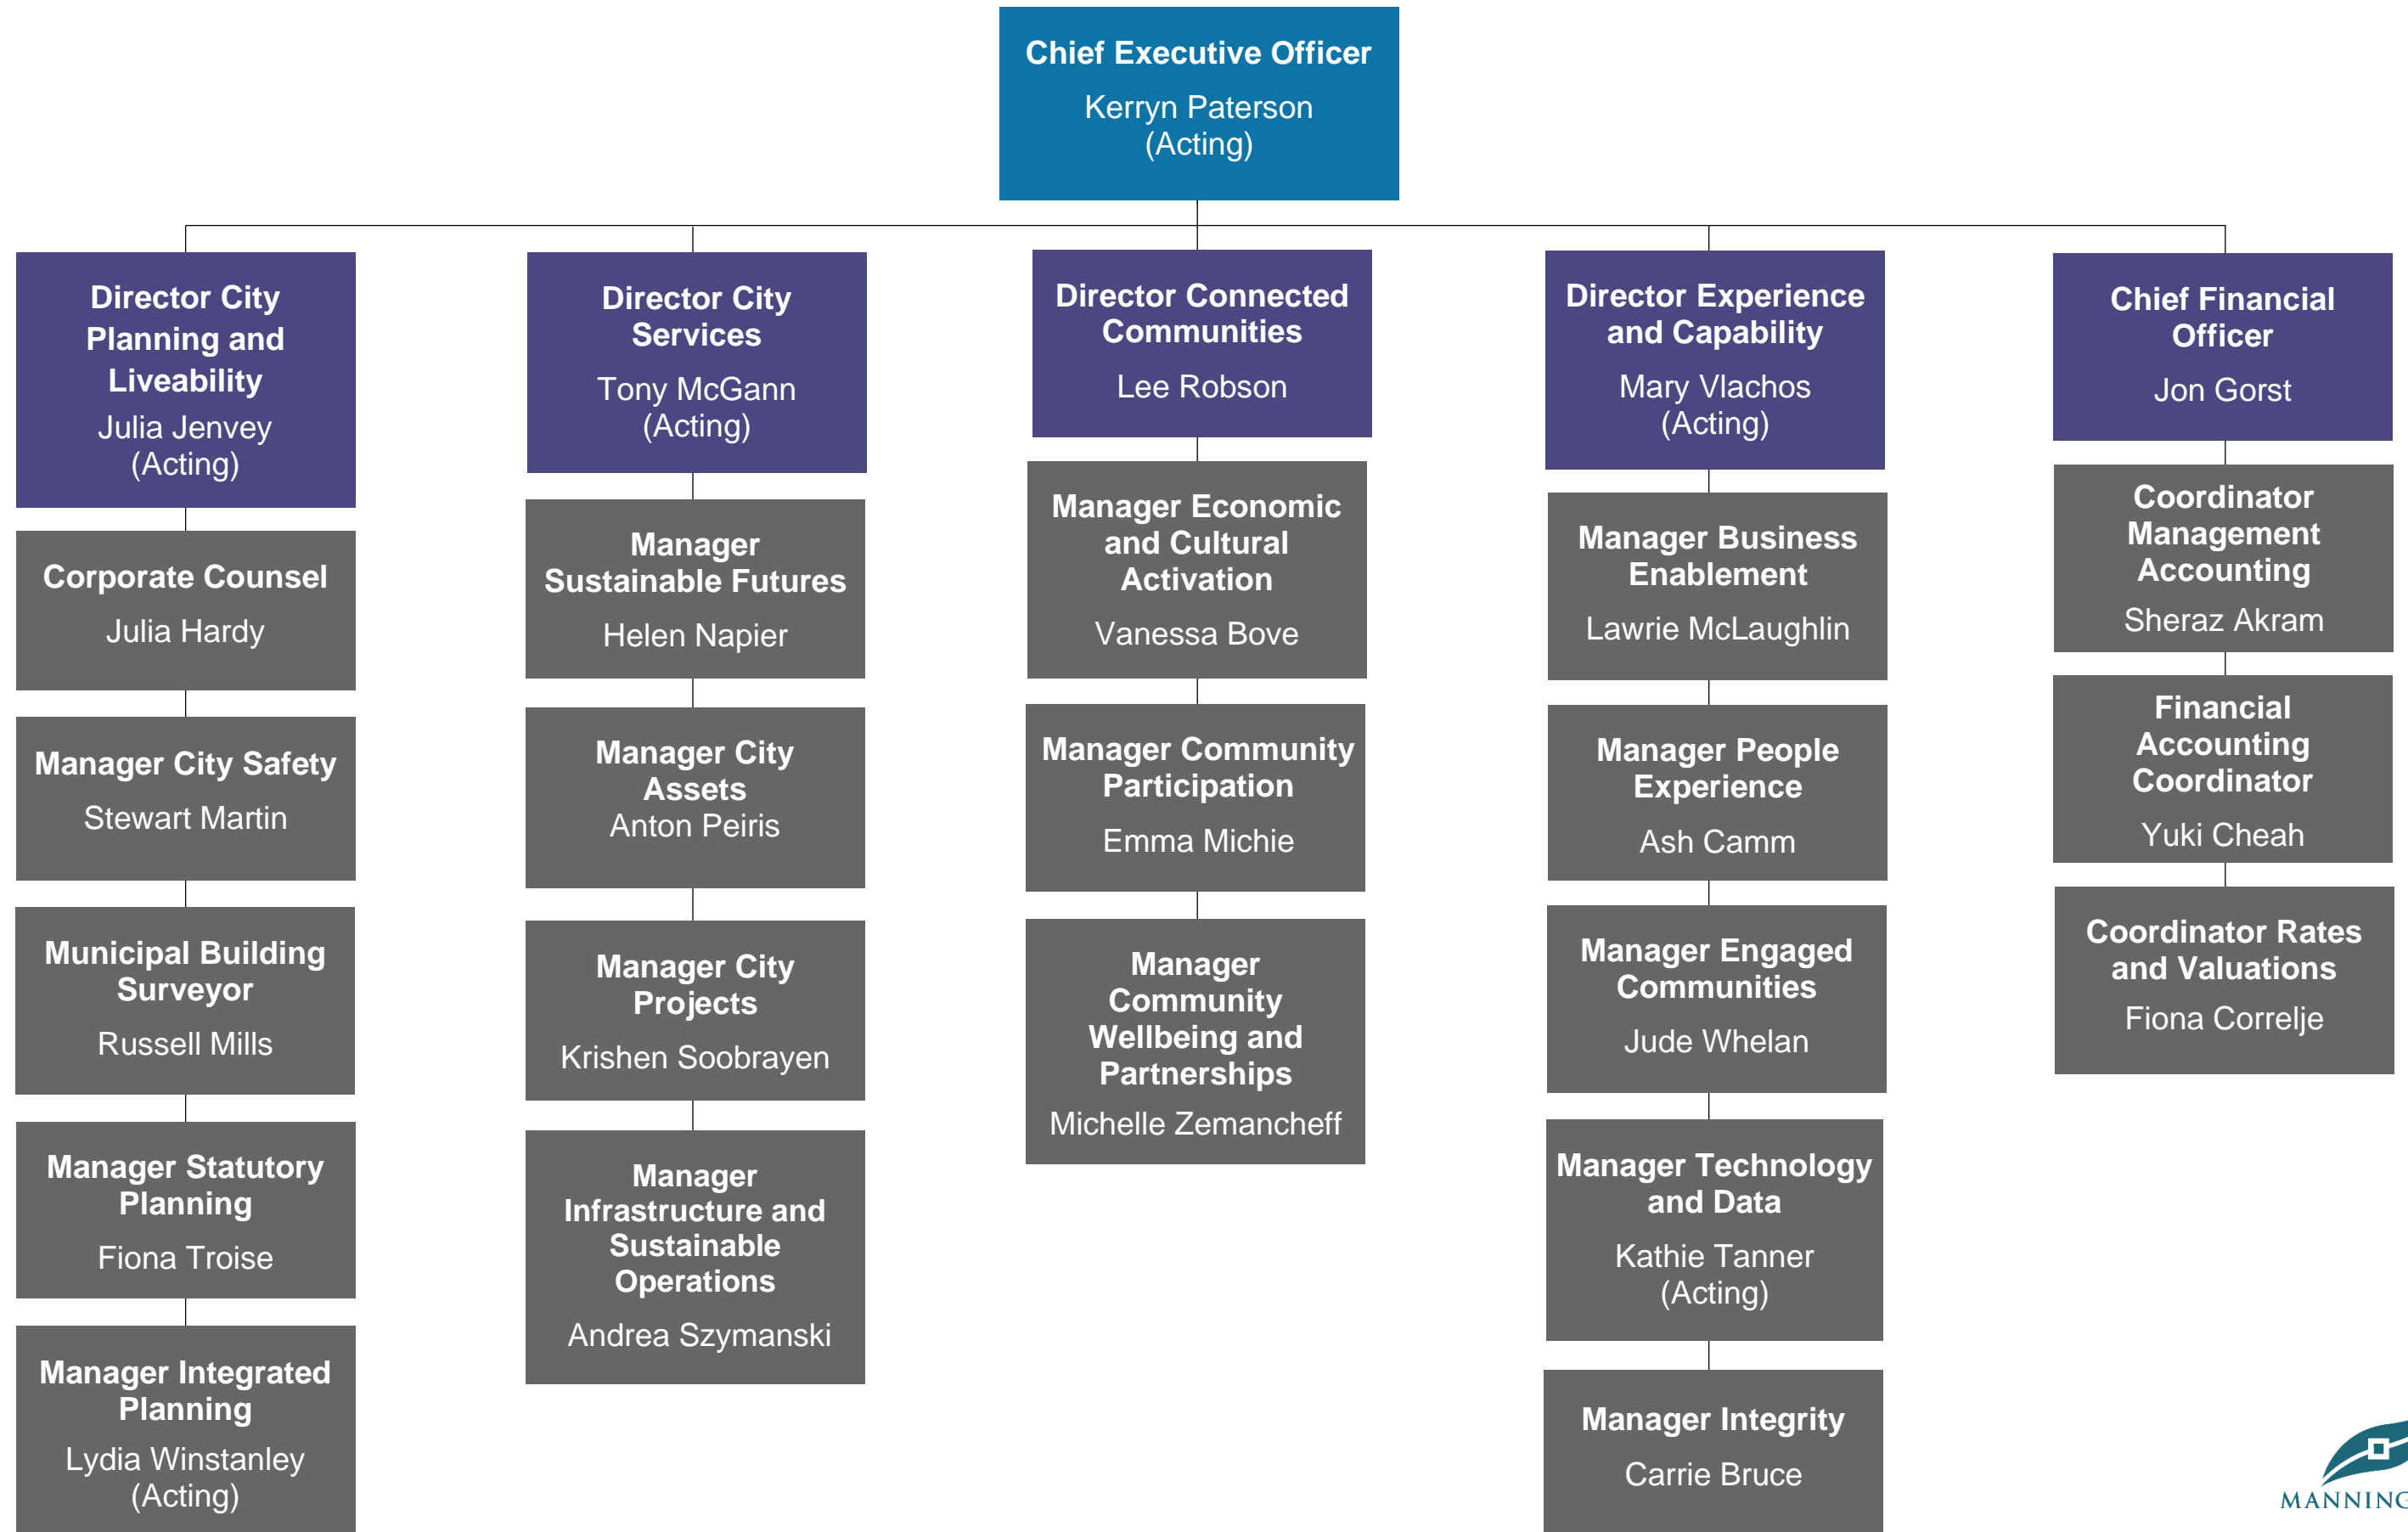 Chief Executive Officer
Kerryn Paterson
(Acting)
Director City
Planning and
Liveability
Julia Jenvey
(Acting)
Corporate Counsel
Julia Hardy
Manager City Safety
Stewart Martin
Municipal Building
Surveyor
Russell Mills
Manager Statutory
Planning
Fiona Troise
Manager Integrated
Planning
Lydia Winstanley
(Acting)
Director City
Services
Tony McGann
(Acting)
Manager
Sustainable Futures
Helen Napier
Manager City
Assets
Anton Peiris
Manager City
Projects
Krishen Soobrayen
Manager
Infrastructure and
Sustainable
Operations
Andrea Szymanski
Director Connected
Communities
Lee Robson
Manager Economic
and Cultural
Activation
Vanessa Bove
Manager Community
Participation
Emma Michie
Manager
Community
Wellbeing and
Partnerships
Michelle Zemancheff
Director Experience
and Capability
Mary Vlachos
(Acting)
Manager Business
Enablement
Lawrie McLaughlin
Manager People
Experience
Ash Camm
Manager Engaged
Communities
Jude Whelan
Manager Technology
and Data
Kathie Tanner
(Acting)
Manager Integrity
Carrie Bruce
Chief Financial
Officer
Jon Gorst
Coordinator
Management
Accounting
Sheraz Akram
Financial
Accounting
Coordinator
Yuki Cheah
Coordinator Rates
and Valuations
Fiona Correlje